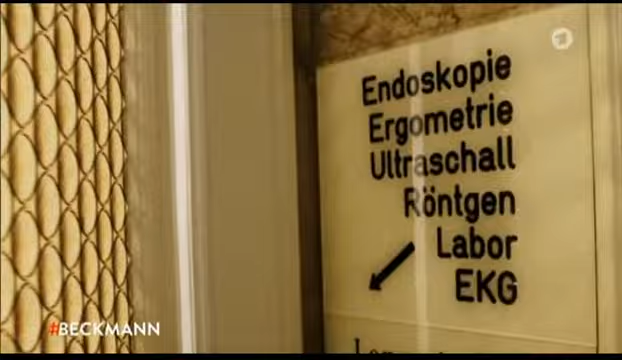 Endoskopie
Ergometrie
Ultraschall
Röntgen
Labor
EKG
#BECKMANN